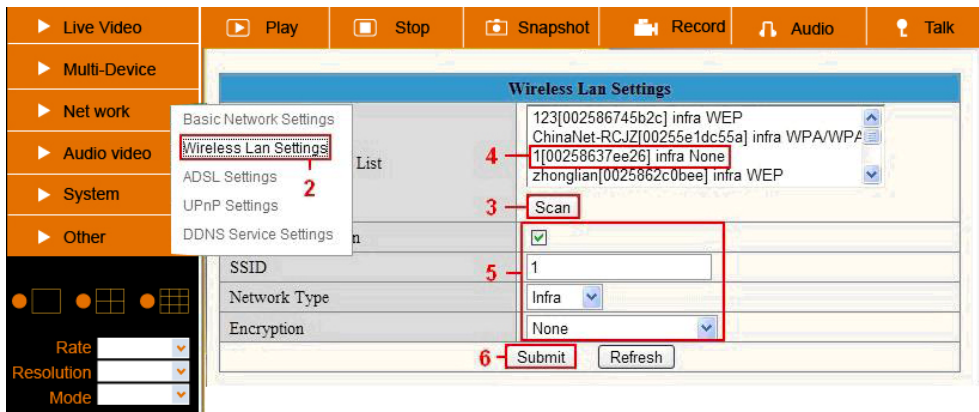 Live Video
Play
Stop
Snapshot
Record
Audio
Talk
Multi-Device
Net work
Audio video
System
Other
Basic Network Settings
Wireless Lan Settings
2
ADSL Settings
UPnP Settings
DDNS Service Settings
Rate
Resolution
Mode
Wireless Lan Settings
List
4
123[002586745b2c] infra WEP
ChinaNet-RCJZ[00255e1dc55a] infra WPA/WPA
1[00258637ee26] infra None
zhonglian[0025862c0bee] infra WEP
3
Scan
n
5
SSID
1
Network Type
Infra
Encryption
None
6
Submit
Refresh